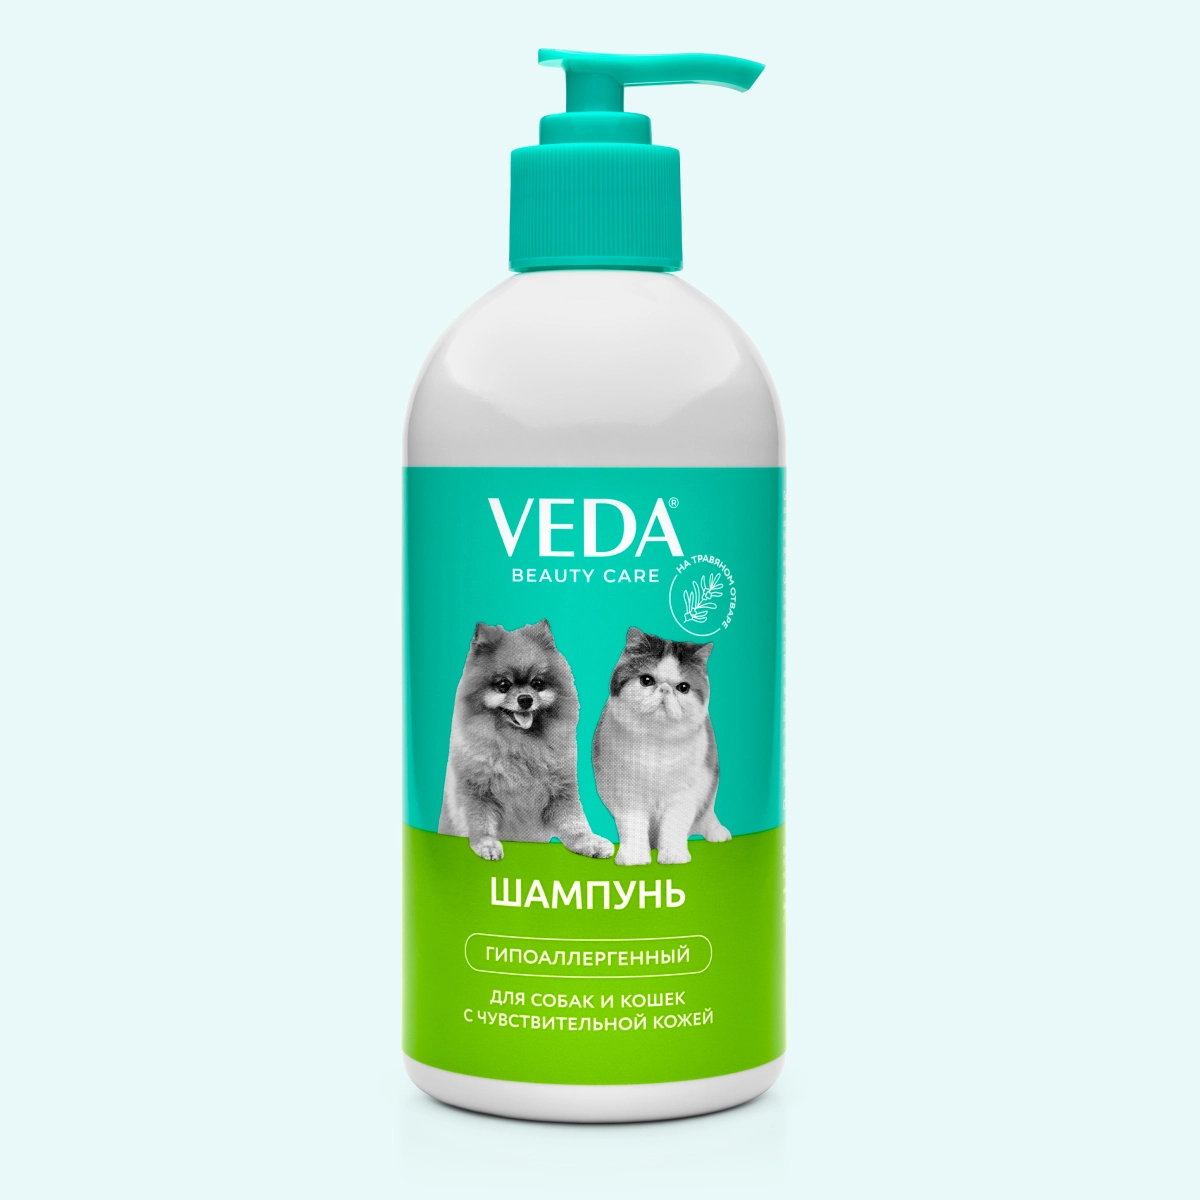 VEDA®
BEAUTY CARE
НА ТРАВЯНОМ ОТВАРЕ
ШАМПУНЬ
ГИПОАЛЛЕРГЕННЫЙ
ДЛЯ СОБАК И КОШЕК
С ЧУВСТВИТЕЛЬНОЙ КОЖЕЙ